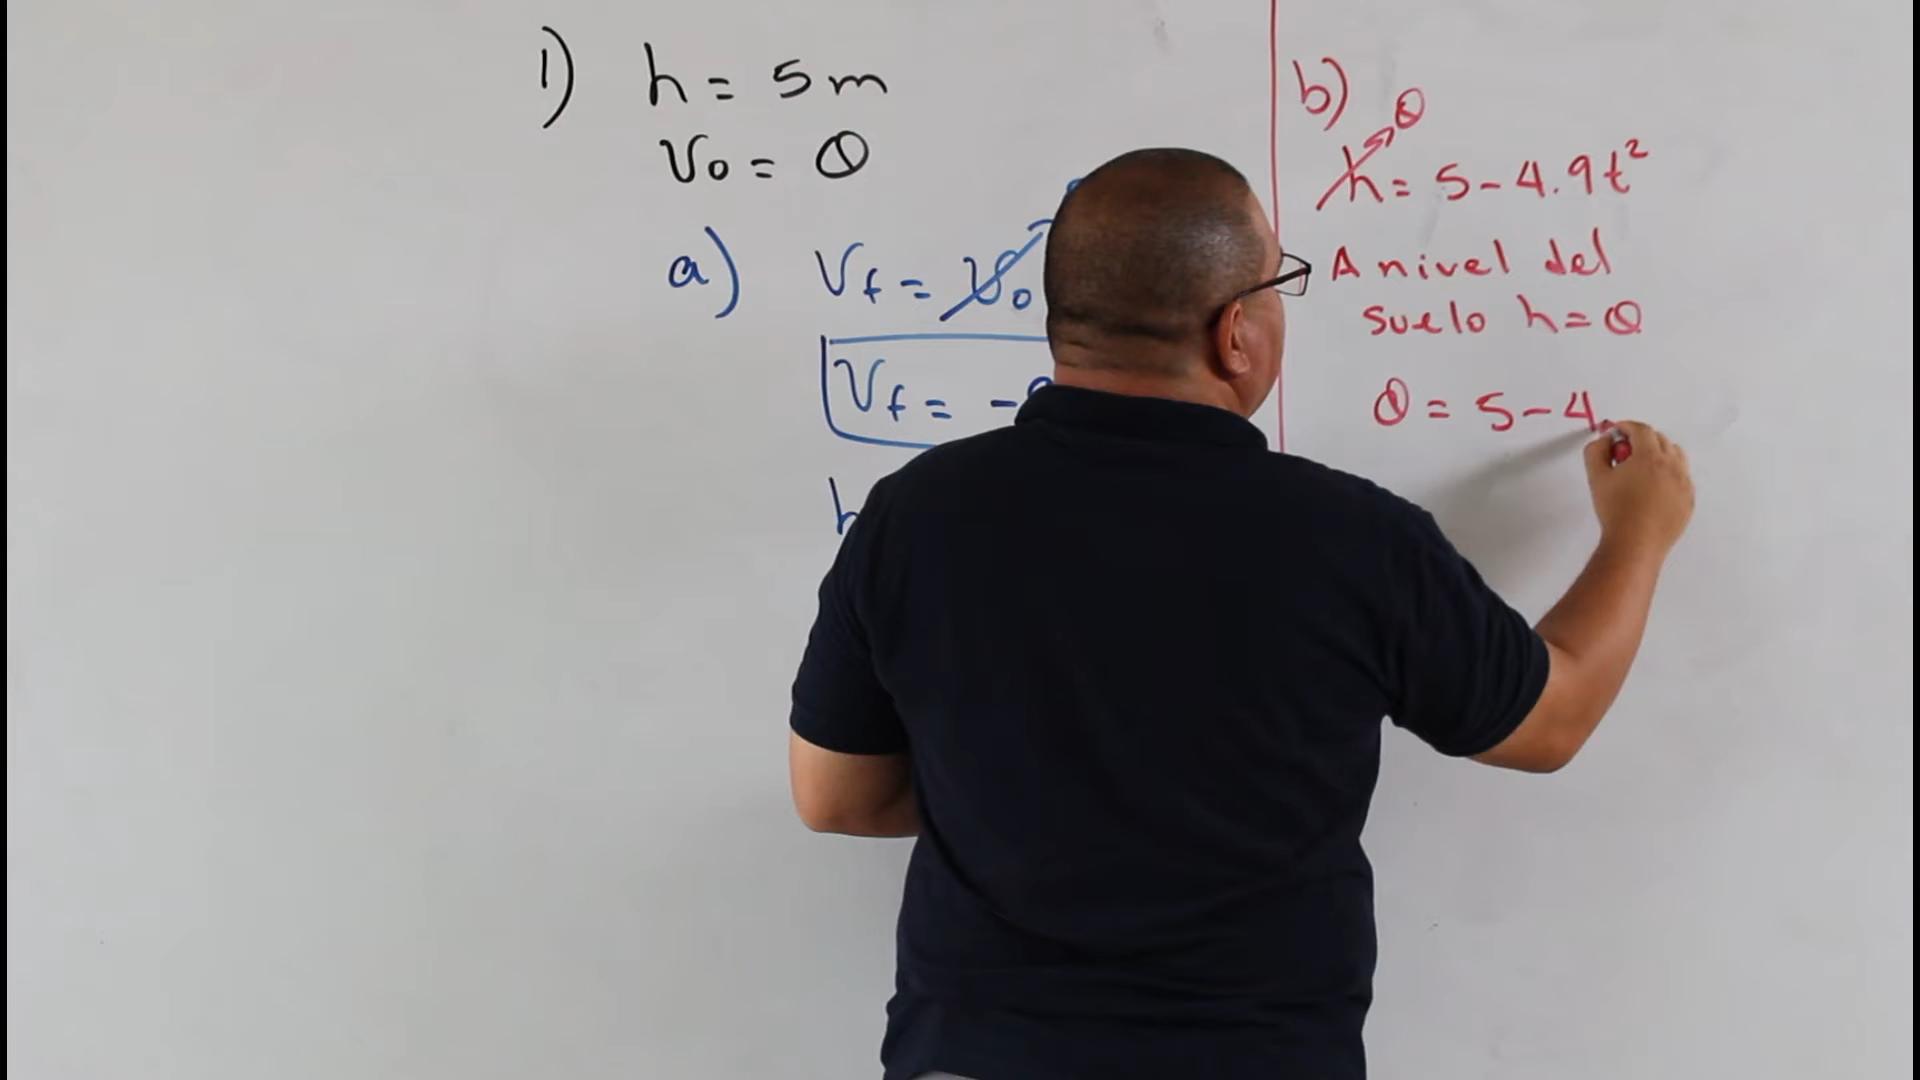 1) h = 5 m
v₀ = 0
a) v_f = v₀
v_f = -
h
b)
0
h = 5 - 4.9t²
A nivel del
suelo h = 0
0 = 5 - 4.